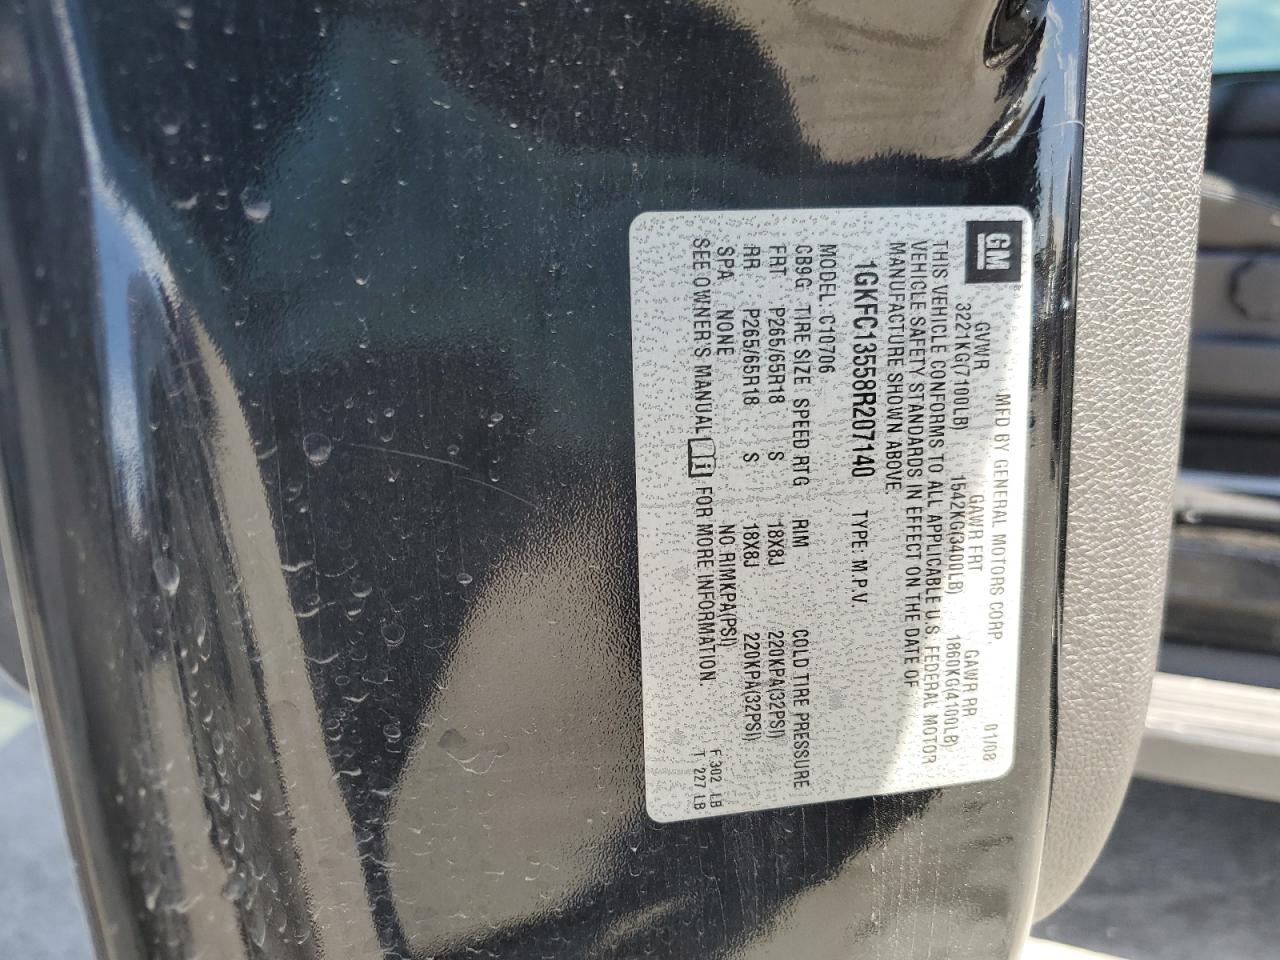 GM
MFD BY GENERAL MOTORS CORP. 01/08
GVWR GAWR FRT GAWR RR
3221KG(7100LB) 1542KG(3400LB) 1860KG(4100LB)
THIS VEHICLE CONFORMS TO ALL APPLICABLE U.S. FEDERAL MOTOR
VEHICLE SAFETY STANDARDS IN EFFECT ON THE DATE OF
MANUFACTURE SHOWN ABOVE.
1GKFC13558R207140 TYPE: M.P.V.
MODEL: C10706
CB9G TIRE SIZE SPEED RTG RIM COLD TIRE PRESSURE
FRT P265/65R18 S 18X8J 220KPA(32PSI)
RR P265/65R18 S 18X8J 220KPA(32PSI)
SPA NONE NO RIMKPA(PSI)
SEE OWNER'S MANUAL i FOR MORE INFORMATION.
F 302 LB
T 227 LB